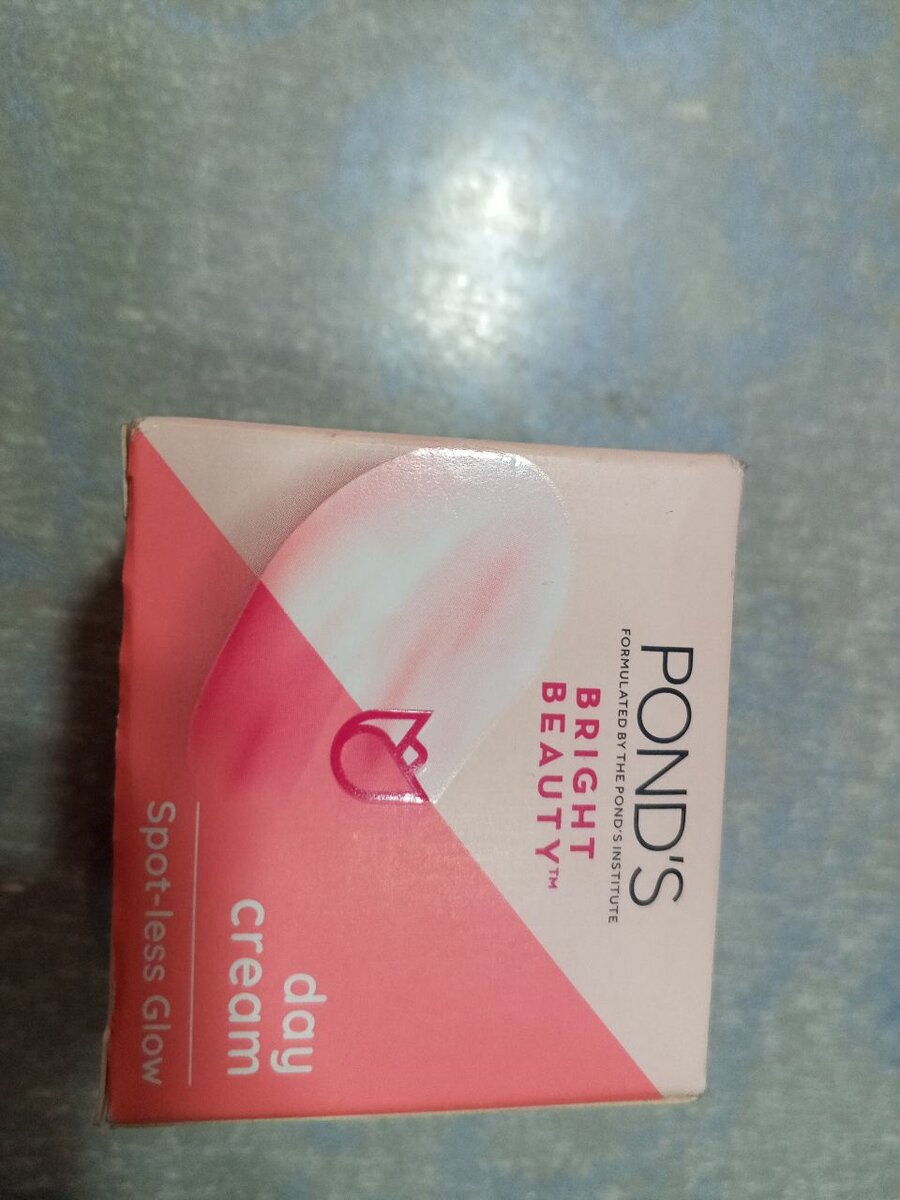 POND'S
FORMULATED BY THE POND'S INSTITUTE
BRIGHT
BEAUTY™
day
cream
Spot-less Glow